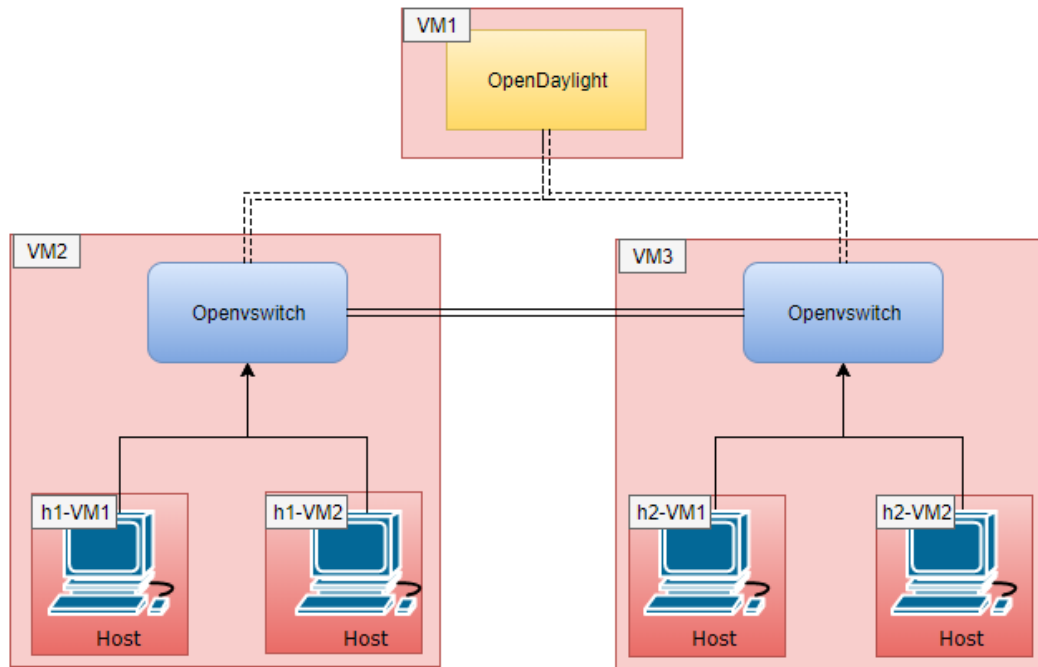 VM1
OpenDaylight
VM2
VM3
Openvswitch
Openvswitch
h1-VM1
h1-VM2
h2-VM1
h2-VM2
Host
Host
Host
Host